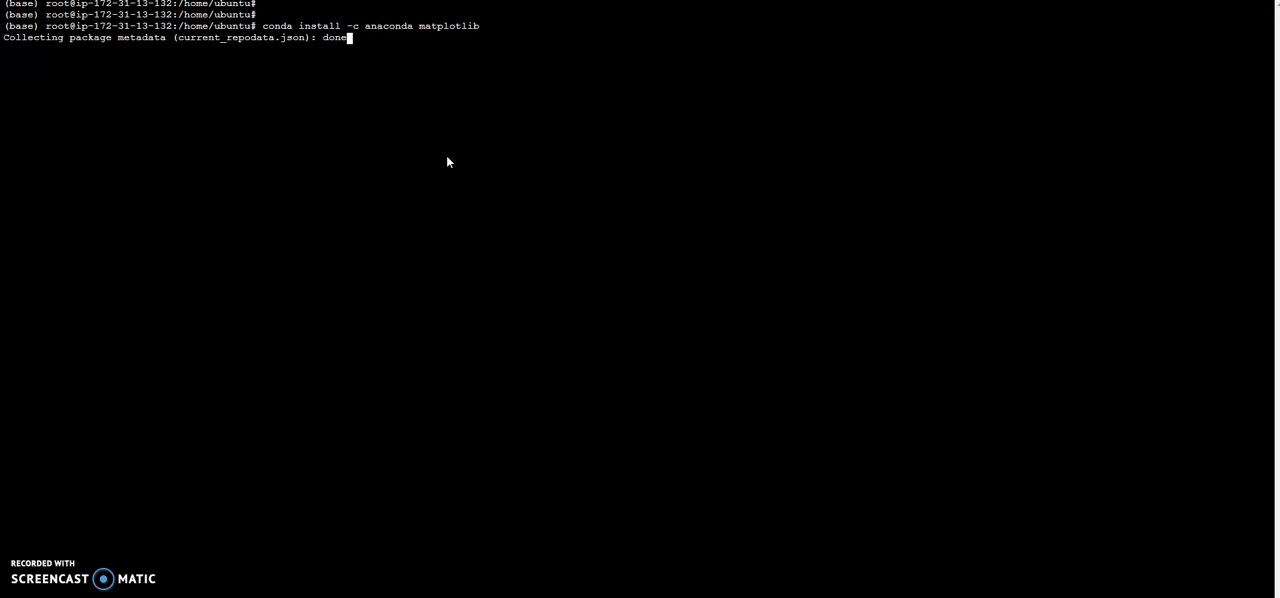 (base) root@ip-172-31-13-132:/home/ubuntu#
(base) root@ip-172-31-13-132:/home/ubuntu#
(base) root@ip-172-31-13-132:/home/ubuntu# conda install -c anaconda matplotlib
Collecting package metadata (current_repodata.json): done
RECORDED WITH
SCREENCAST MATIC